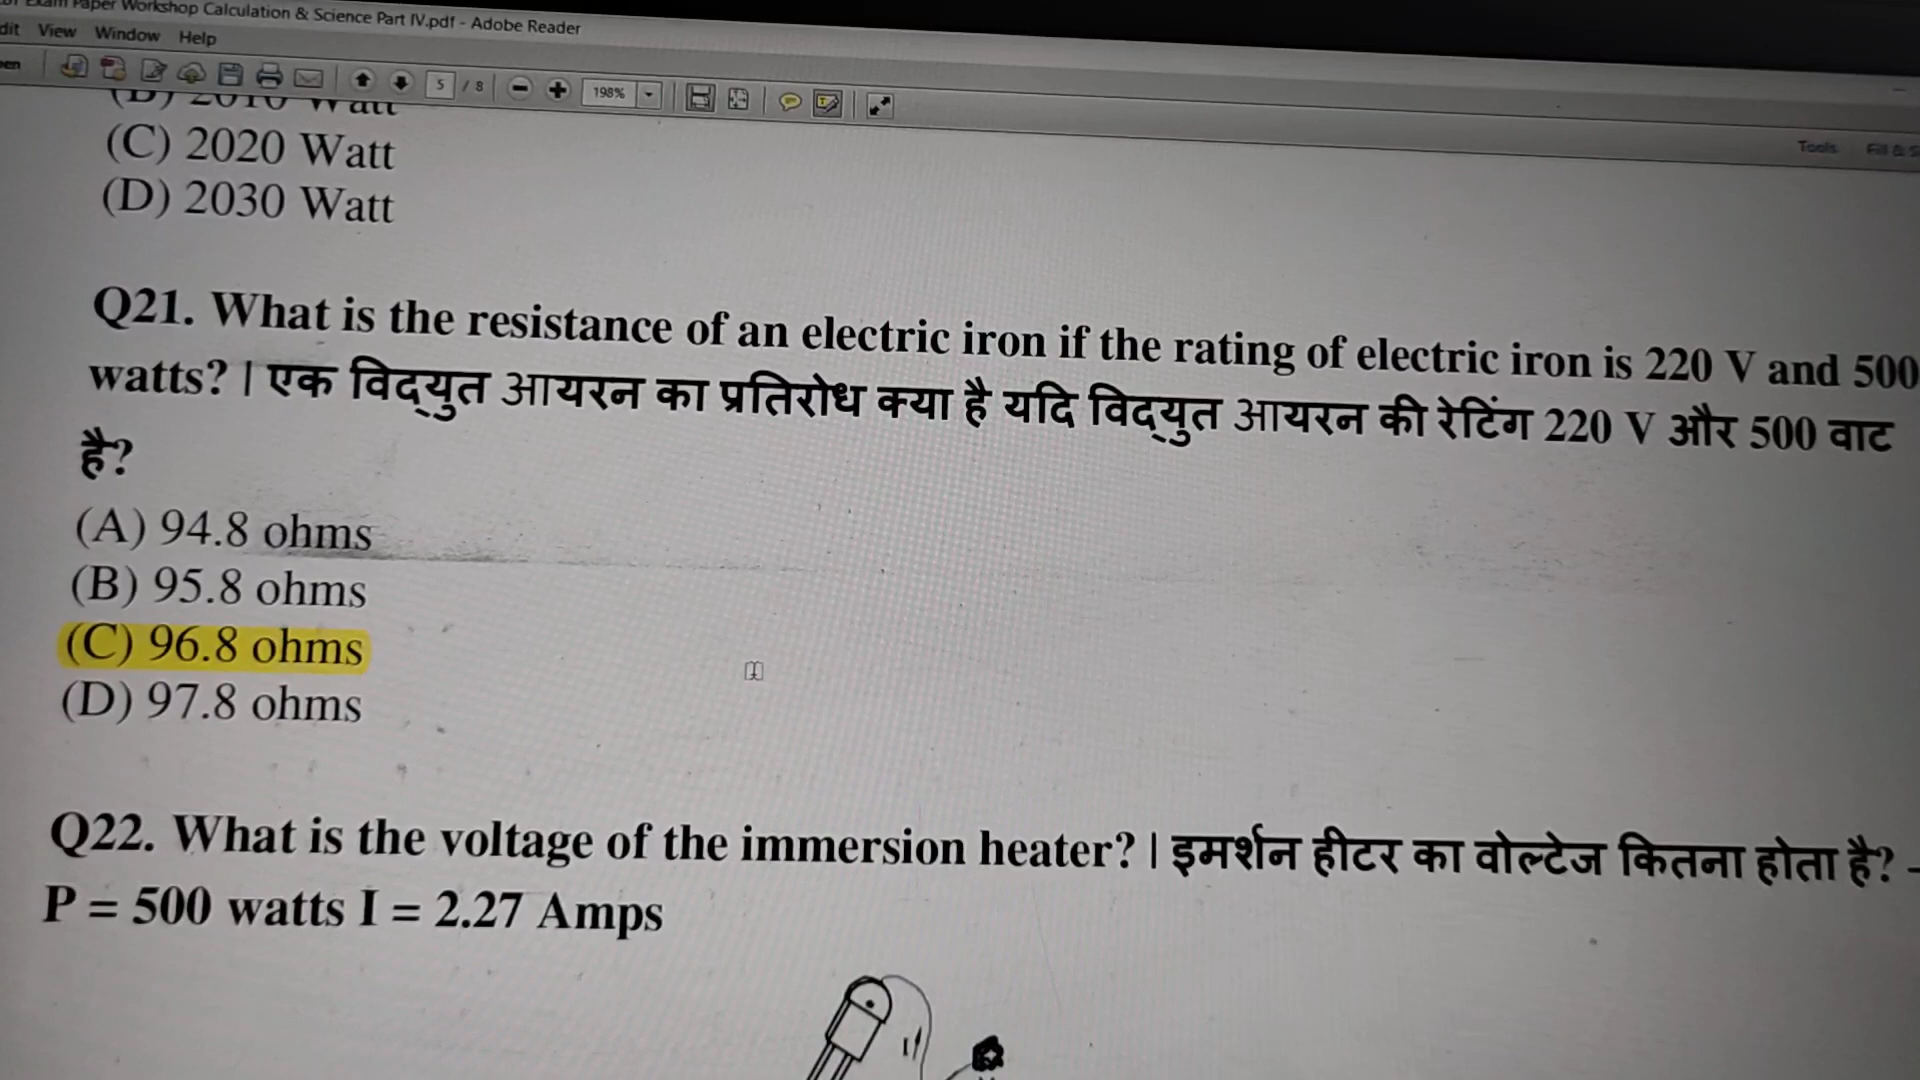 Exam Paper Workshop Calculation & Science Part IV.pdf - Adobe Reader
View Window Help
5 / 8 198%
Tools
(C) 2020 Watt
(D) 2030 Watt
Q21. What is the resistance of an electric iron if the rating of electric iron is 220 V and 500
watts? | एक विद्युत आयरन का प्रतिरोध क्या है यदि विद्युत आयरन की रेटिंग 220 V और 500 वाट
है?
(A) 94.8 ohms
(B) 95.8 ohms
(C) 96.8 ohms
(D) 97.8 ohms
Q22. What is the voltage of the immersion heater? | इमर्शन हीटर का वोल्टेज कितना होता है? -
P = 500 watts I = 2.27 Amps